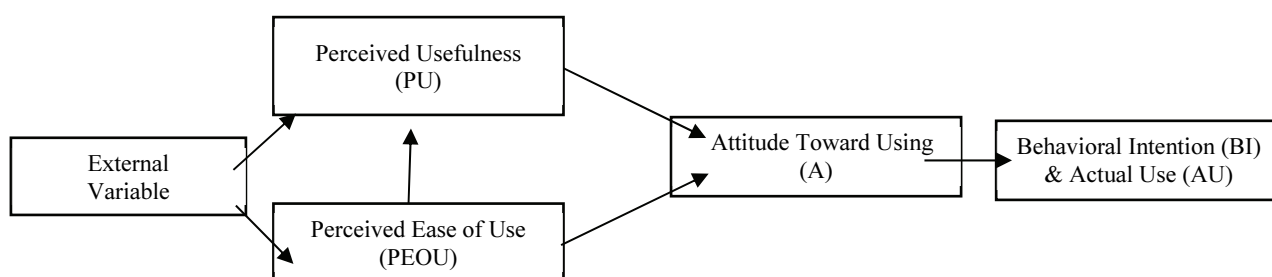 Perceived Usefulness
(PU)
External
Variable
Attitude Toward Using
(A)
Behavioral Intention (BI)
& Actual Use (AU)
Perceived Ease of Use
(PEOU)